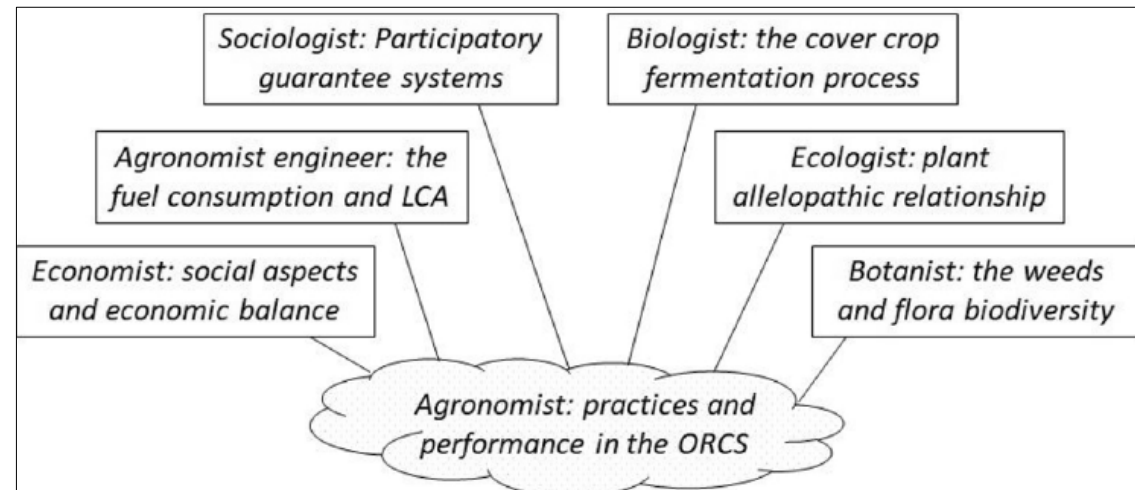 Sociologist: Participatory
guarantee systems
Biologist: the cover crop
fermentation process
Agronomist engineer: the
fuel consumption and LCA
Ecologist: plant
allelopathic relationship
Economist: social aspects
and economic balance
Botanist: the weeds
and flora biodiversity
Agronomist: practices and
performance in the ORCS